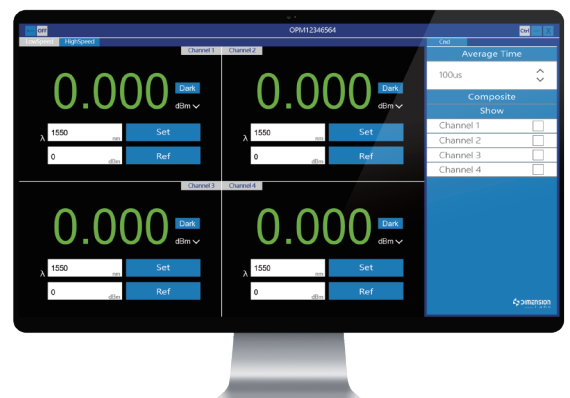 OFF OPM12346564 Ctrl — X
LowSpeed HighSpeed Cmd
Channel 1 Channel 2
0.000 Dark dBm
λ 1550 nm Set
0 dBm Ref
0.000 Dark dBm
λ 1550 nm Set
0 dBm Ref
Channel 3 Channel 4
0.000 Dark dBm
λ 1550 nm Set
0 dBm Ref
0.000 Dark dBm
λ 1550 nm Set
0 dBm Ref
Average Time
100us
Composite
Show
Channel 1
Channel 2
Channel 3
Channel 4
DIMENSION